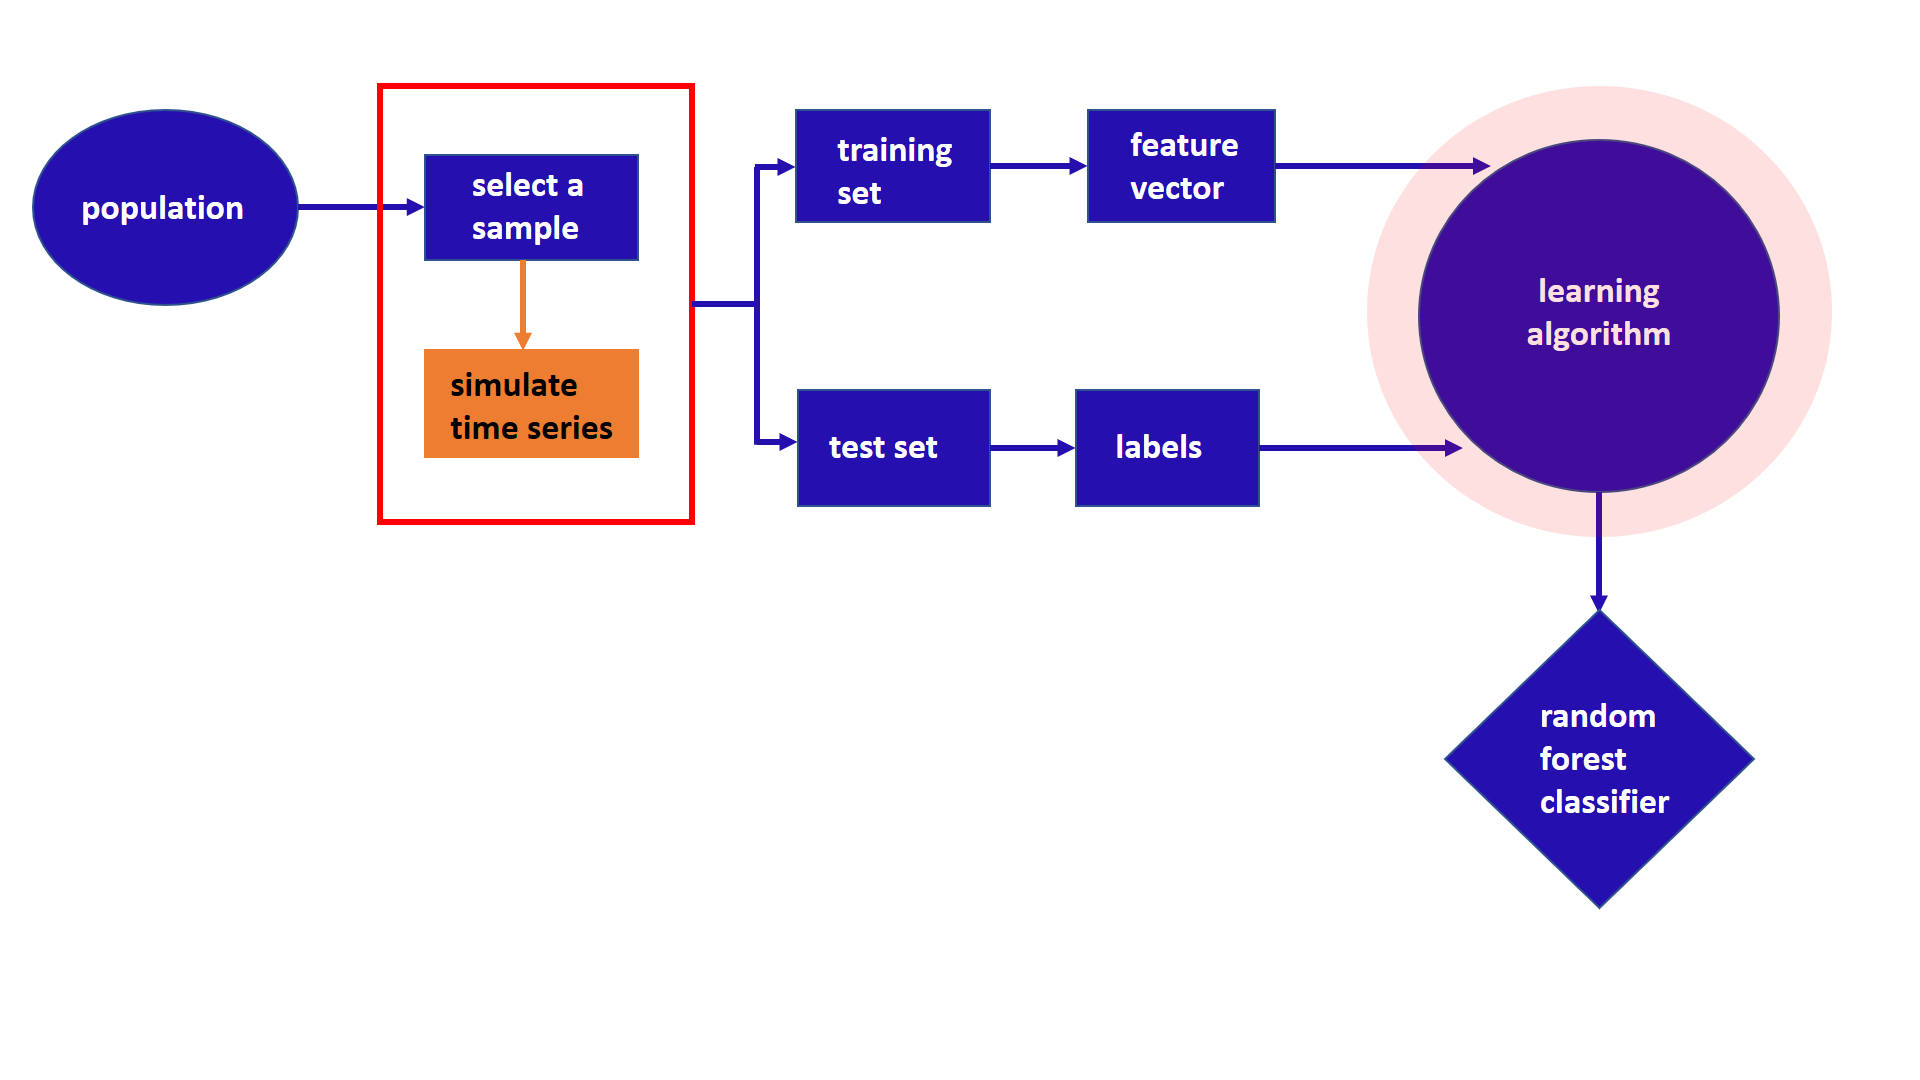 population
select a
sample
simulate
time series
training
set
feature
vector
test set
labels
learning
algorithm
random
forest
classifier